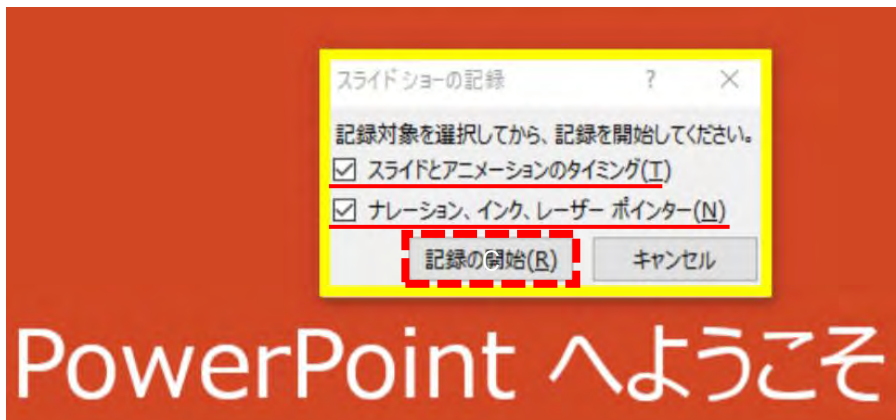 スライド ショーの記録 ? ×
記録対象を選択してから、記録を開始してください。
スライドとアニメーションのタイミング(T)
ナレーション、インク、レーザー ポインター(N)
記録の開始(R) キャンセル
PowerPoint へようこそ